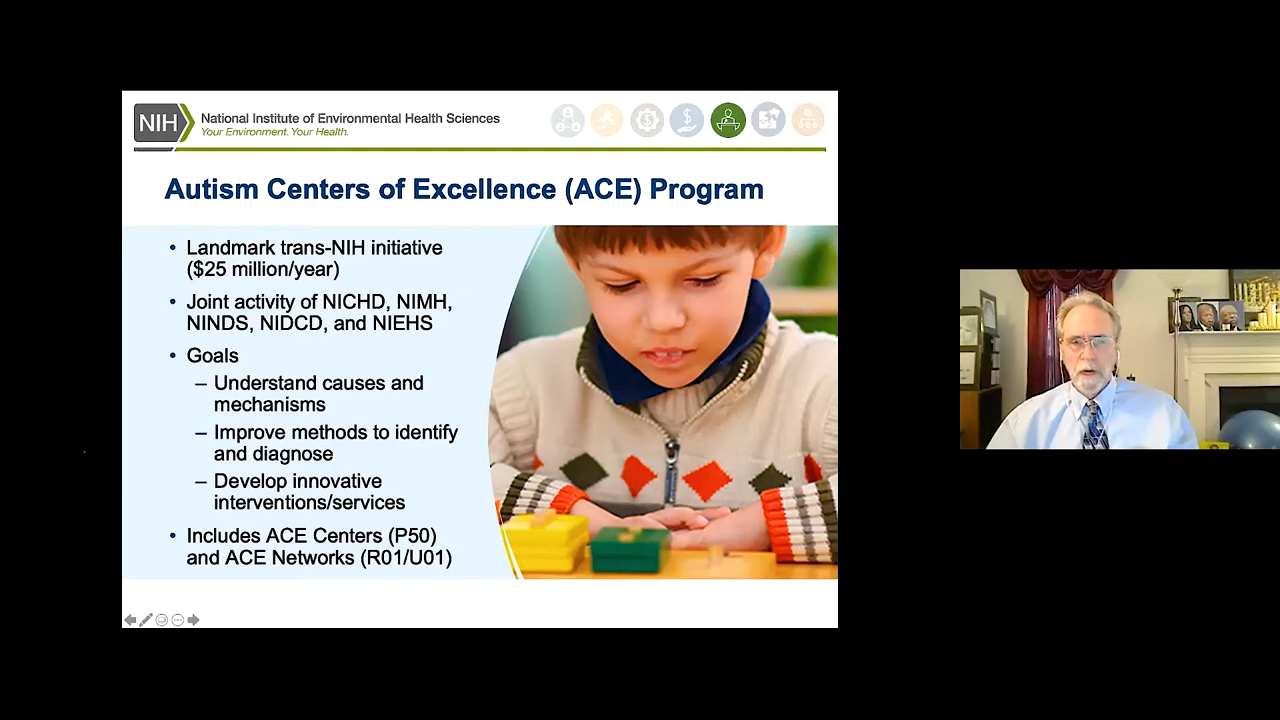 NIH
National Institute of Environmental Health Sciences
Your Environment. Your Health.
Autism Centers of Excellence (ACE) Program
• Landmark trans-NIH initiative
($25 million/year)
• Joint activity of NICHD, NIMH,
NINDS, NIDCD, and NIEHS
• Goals
– Understand causes and
mechanisms
– Improve methods to identify
and diagnose
– Develop innovative
interventions/services
• Includes ACE Centers (P50)
and ACE Networks (R01/U01)